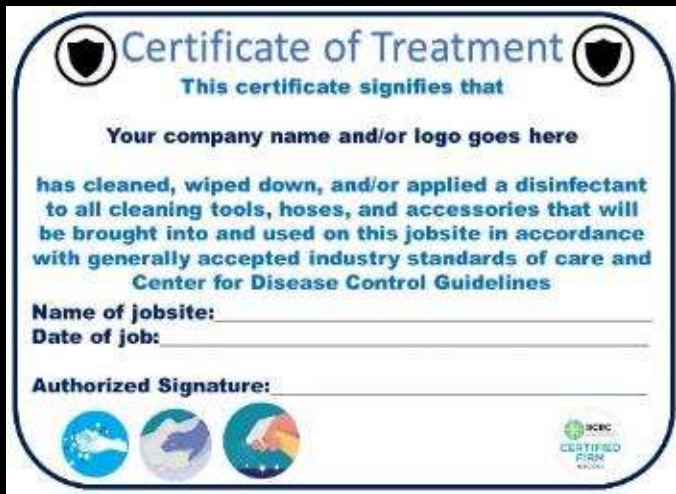 Certificate of Treatment
This certificate signifies that
Your company name and/or logo goes here
has cleaned, wiped down, and/or applied a disinfectant
to all cleaning tools, hoses, and accessories that will
be brought into and used on this jobsite in accordance
with generally accepted industry standards of care and
Center for Disease Control Guidelines
Name of jobsite:
Date of job:
Authorized Signature:
CERTIFIED
FIRM